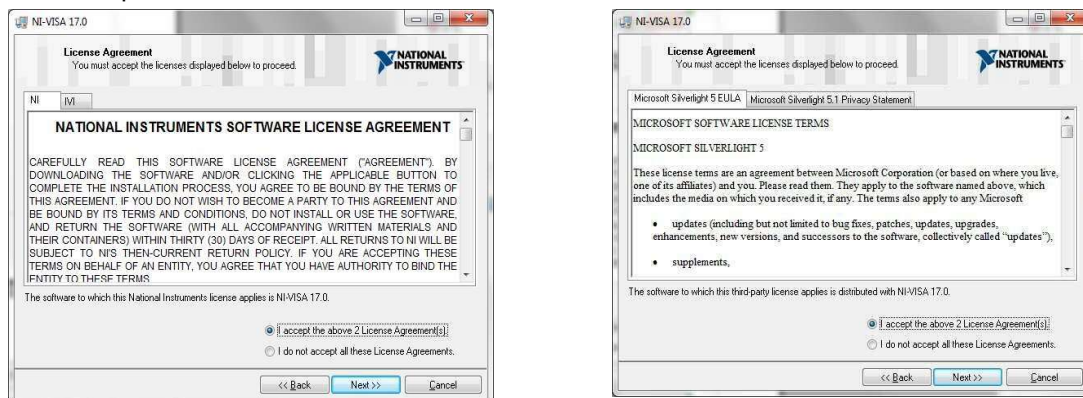 NI-VISA 17.0
License Agreement
You must accept the licenses displayed below to proceed.
NATIONAL
INSTRUMENTS
NI
IVI
NATIONAL INSTRUMENTS SOFTWARE LICENSE AGREEMENT
CAREFULLY READ THIS SOFTWARE LICENSE AGREEMENT ("AGREEMENT"). BY
DOWNLOADING THE SOFTWARE AND/OR CLICKING THE APPLICABLE BUTTON TO
COMPLETE THE INSTALLATION PROCESS, YOU AGREE TO BE BOUND BY THE TERMS OF
THIS AGREEMENT. IF YOU DO NOT WISH TO BECOME A PARTY TO THIS AGREEMENT AND
BE BOUND BY ITS TERMS AND CONDITIONS, DO NOT INSTALL OR USE THE SOFTWARE,
AND RETURN THE SOFTWARE (WITH ALL ACCOMPANYING WRITTEN MATERIALS AND
THEIR CONTAINERS) WITHIN THIRTY (30) DAYS OF RECEIPT. ALL RETURNS TO NI WILL BE
SUBJECT TO NI'S THEN-CURRENT RETURN POLICY. IF YOU ARE ACCEPTING THESE
TERMS ON BEHALF OF AN ENTITY, YOU AGREE THAT YOU HAVE AUTHORITY TO BIND THE
ENTITY TO THESE TERMS
The software to which this National Instruments license applies is NI-VISA 17.0.
I accept the above 2 License Agreement(s).
I do not accept all these License Agreements.
<< Back
Next >>
Cancel
NI-VISA 17.0
License Agreement
You must accept the licenses displayed below to proceed.
NATIONAL
INSTRUMENTS
Microsoft Silverlight 5 EULA
Microsoft Silverlight 5.1 Privacy Statement
MICROSOFT SOFTWARE LICENSE TERMS
MICROSOFT SILVERLIGHT 5
These license terms are an agreement between Microsoft Corporation (or based on where you live,
one of its affiliates) and you. Please read them. They apply to the software named above, which
includes the media on which you received it, if any. The terms also apply to any Microsoft
• updates (including but not limited to bug fixes, patches, updates, upgrades,
enhancements, new versions, and successors to the software, collectively called "updates"),
• supplements,
The software to which this third-party license applies is distributed with NI-VISA 17.0.
I accept the above 2 License Agreement(s).
I do not accept all these License Agreements.
<< Back
Next >>
Cancel